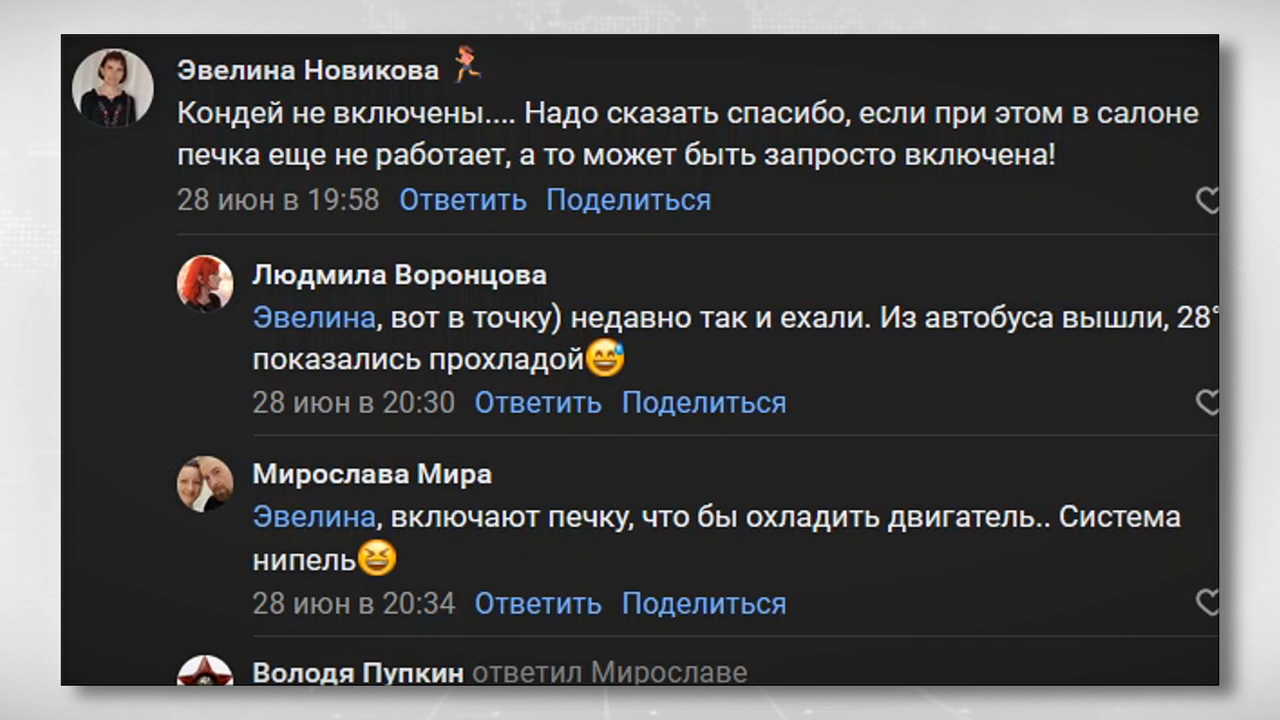 Эвелина Новикова
Кондей не включены.... Надо сказать спасибо, если при этом в салоне
печка еще не работает, а то может быть запросто включена!
28 июн в 19:58 Ответить Поделиться
Людмила Воронцова
Эвелина, вот в точку) недавно так и ехали. Из автобуса вышли, 28°
показались прохладой😅
28 июн в 20:30 Ответить Поделиться
Мирослава Мира
Эвелина, включают печку, что бы охладить двигатель.. Система
нипель😆
28 июн в 20:34 Ответить Поделиться
Володя Пупкин ответил Мирославе